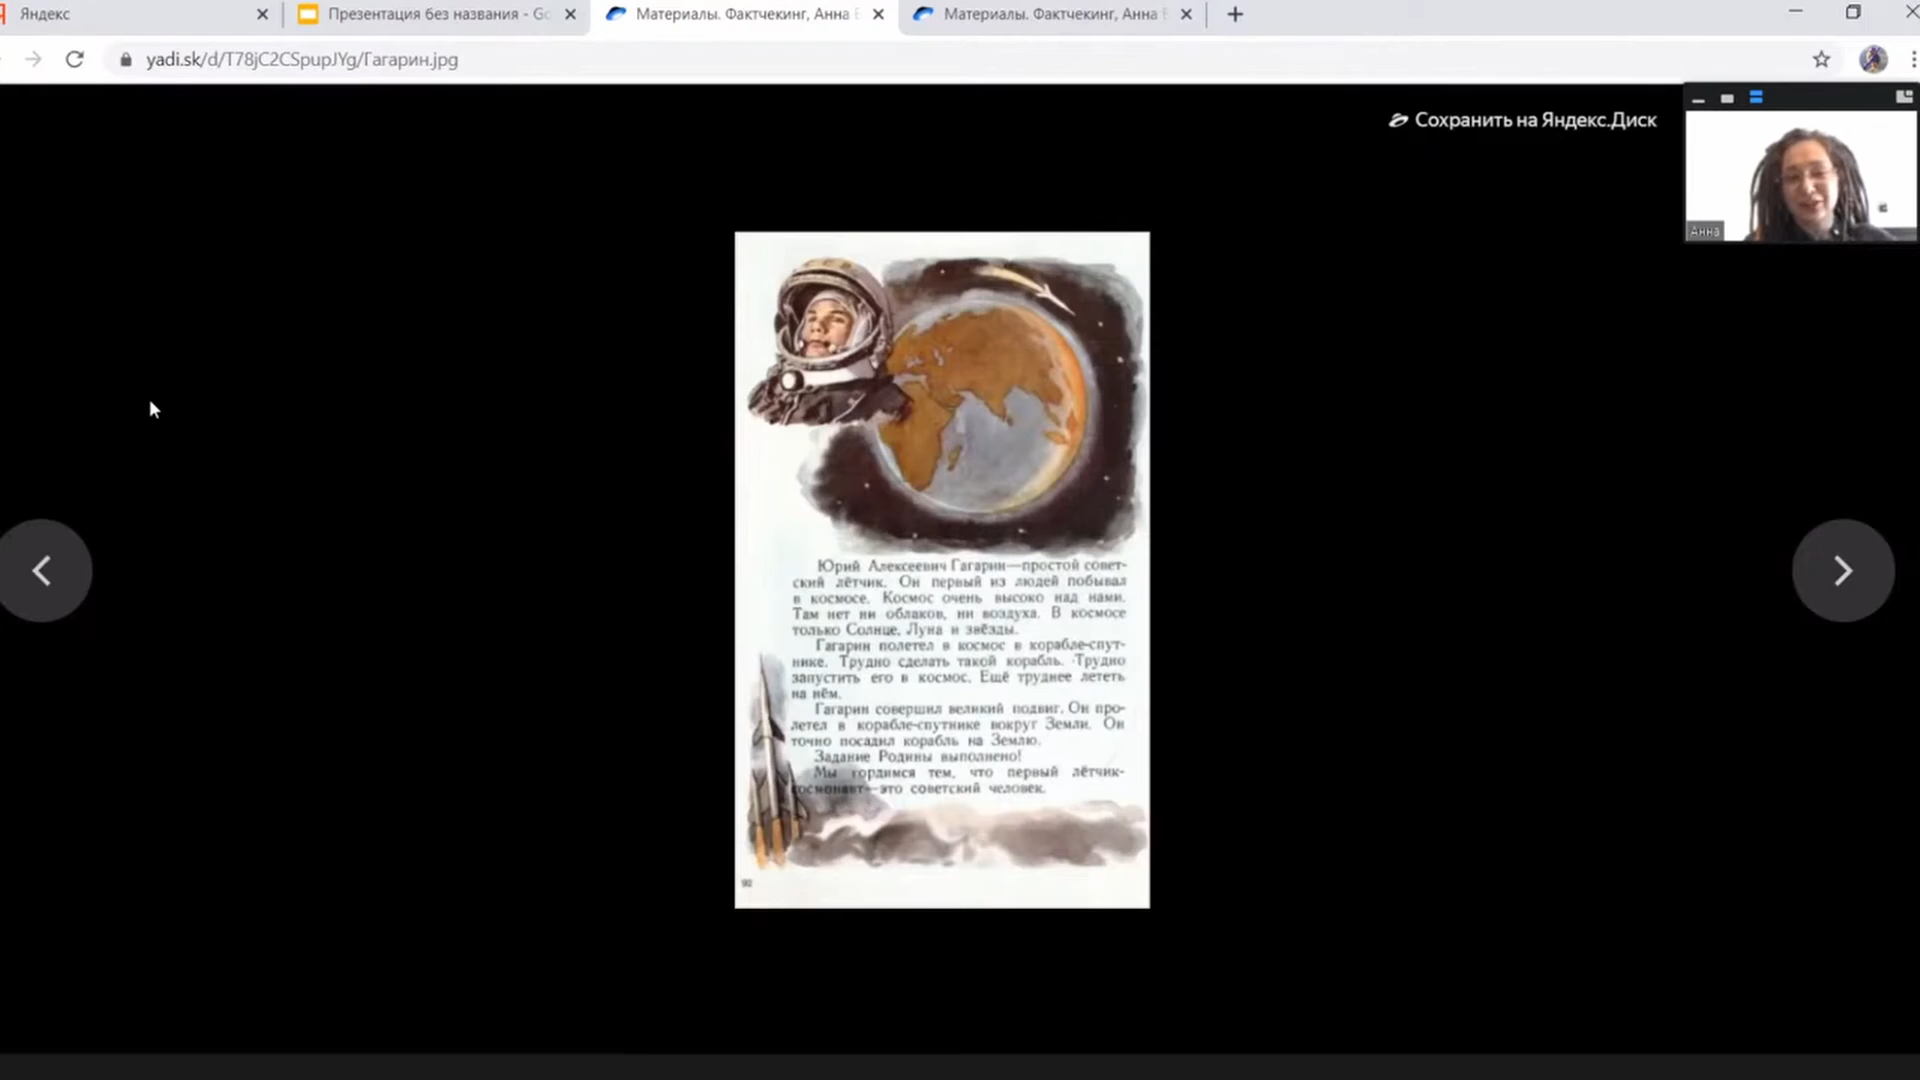 Яндекс
Презентация без названия - Go
Материалы. Фактчекинг, Анна Б
Материалы. Фактчекинг, Анна Б
yadi.sk/d/T78jC2CSpupJYg/Гагарин.jpg
Сохранить на Яндекс.Диск
Анна
Юрий Алексеевич Гагарин—простой совет-
ский лётчик. Он первый из людей побывал
в космосе. Космос очень высоко над нами.
Там нет ни облаков, ни воздуха. В космосе
только Солнце, Луна и звёзды.
Гагарин полетел в космос в корабле-спут-
нике. Трудно сделать такой корабль. Трудно
запустить его в космос. Ещё труднее лететь
на нём.
Гагарин совершил великий подвиг. Он про-
летел в корабле-спутнике вокруг Земли. Он
точно посадил корабль на Землю.
Задание Родины выполнено!
Мы гордимся тем, что первый лётчик-
космонавт—это советский человек.